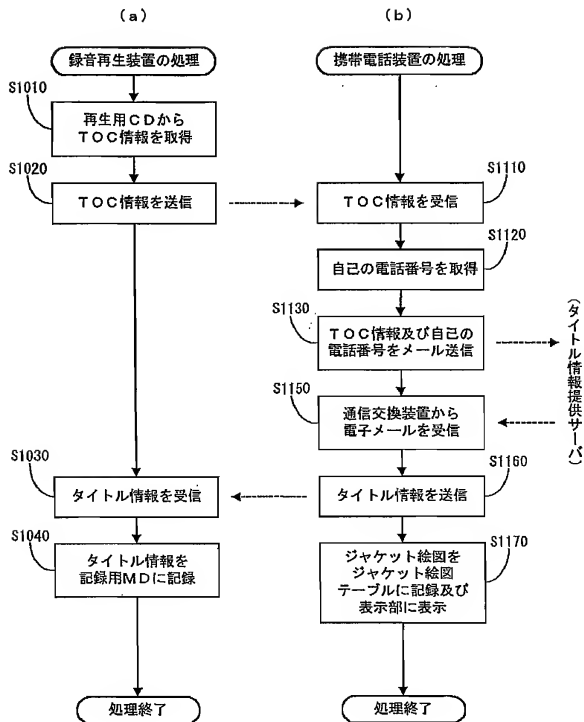 (a)
録音再生装置の処理
S1010
再生用CDから
TOC情報を取得
S1020
TOC情報を送信
S1030
タイトル情報を受信
S1040
タイトル情報を
記録用MDに記録
処理終了
(b)
携帯電話装置の処理
S1110
TOC情報を受信
S1120
自己の電話番号を取得
S1130
TOC情報及び自己の
電話番号をメール送信
(タイトル情報提供サーバ)
S1150
通信交換装置から
電子メールを受信
S1160
タイトル情報を送信
S1170
ジャケット絵図を
ジャケット絵図
テーブルに記録及び
表示部に表示
処理終了